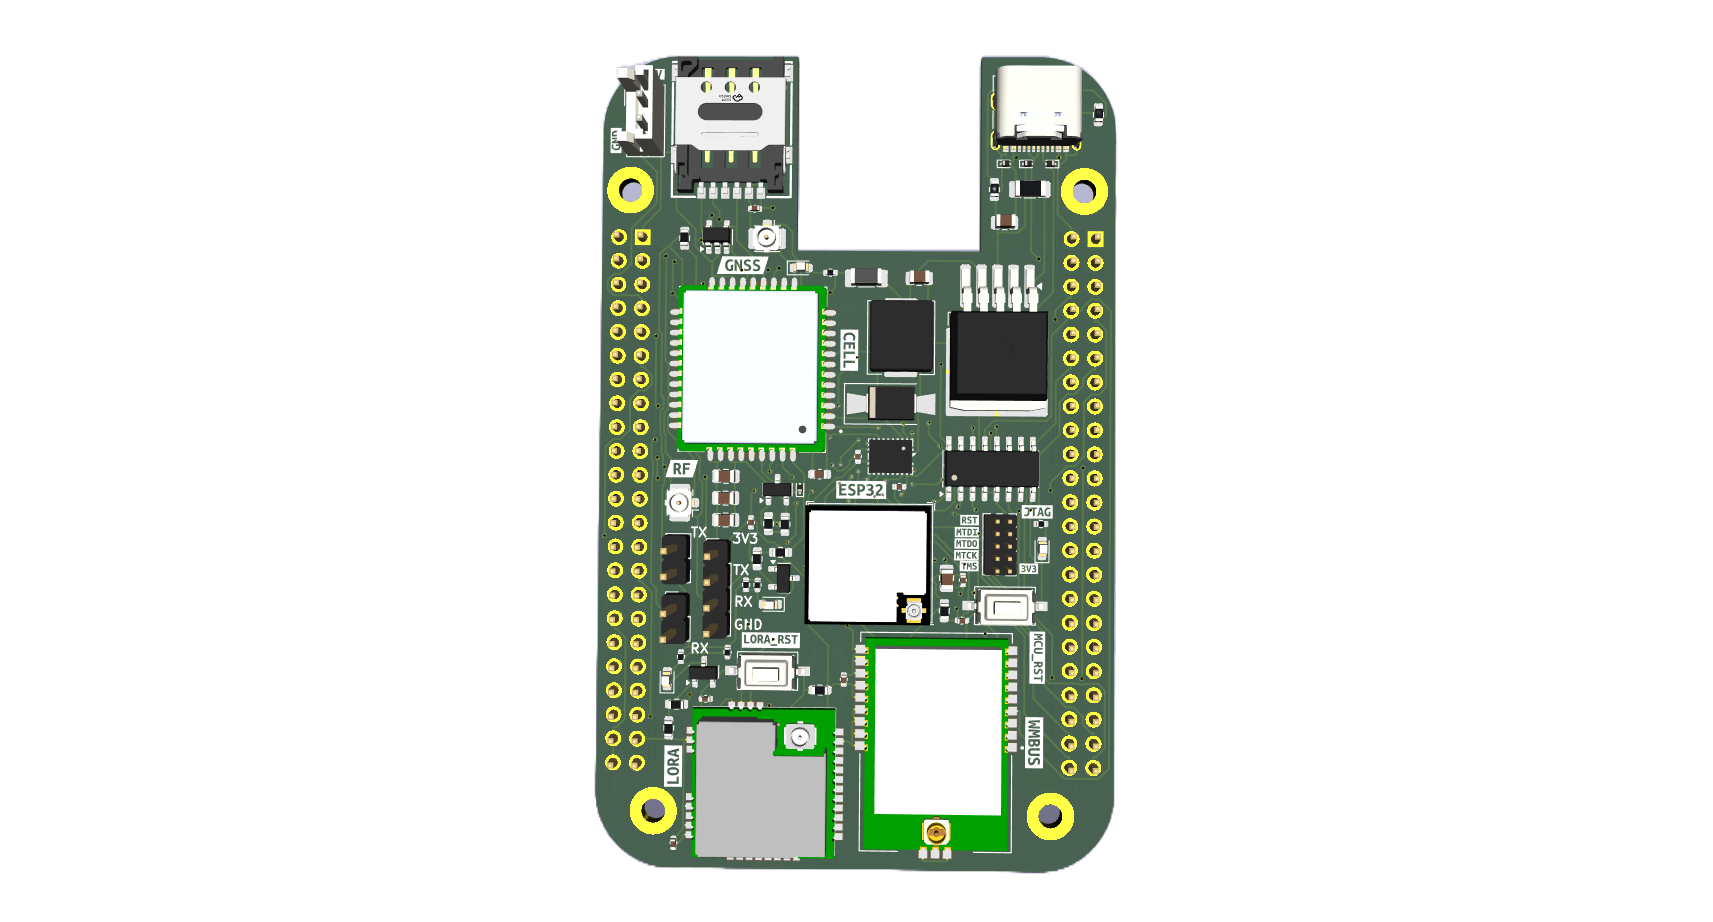 GND
GNSS
CELL
RF
ESP32
JTAG
RST
MTDI
MTDO
MTCK
TMS
3V3
TX
3V3
TX
RX
GND
RX
LORA_RST
MCU_RST
WMBUS
LORA